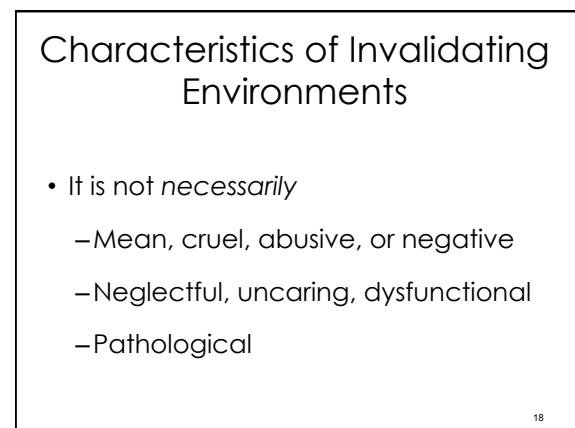 Characteristics of Invalidating
Environments
• It is not necessarily
–Mean, cruel, abusive, or negative
–Neglectful, uncaring, dysfunctional
–Pathological
18